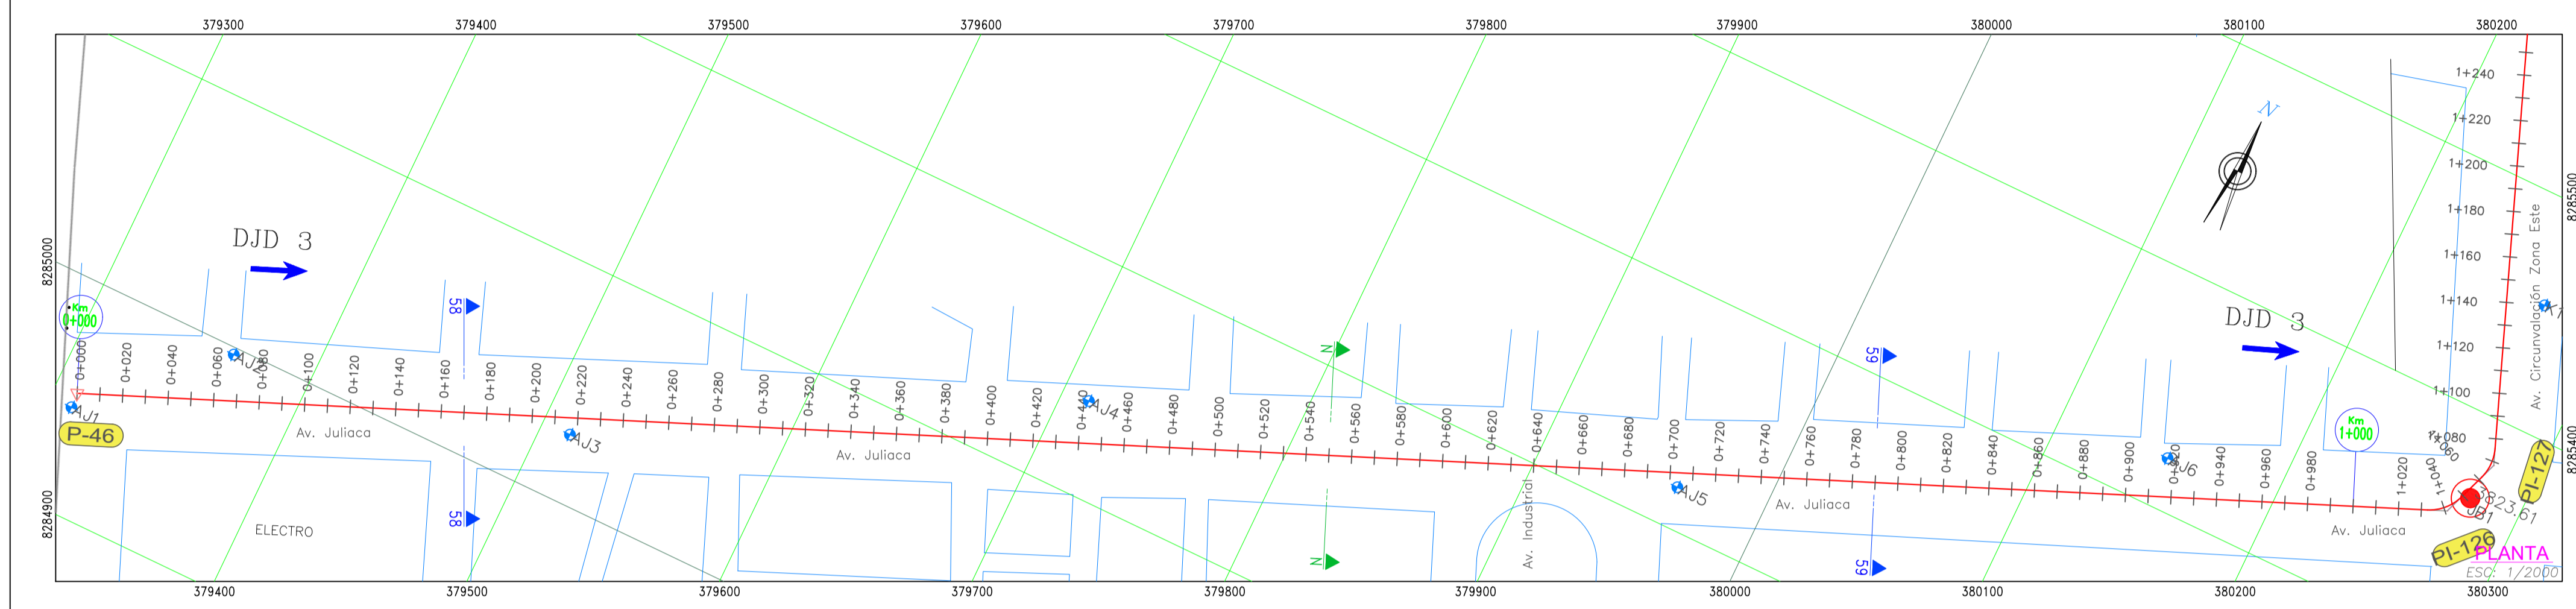 379300 379400 379500 379600 379700 379800 379900 380000 380100 380200
8285000
8284900
8285500
8285400
DJD 3
DJD 3
N
Km
0+000
Km
1+000
0+000 0+020 0+040 0+060 0+080 0+100 0+120 0+140 0+160 0+180 0+200 0+220 0+240 0+260 0+280 0+300 0+320 0+340 0+360 0+380 0+400 0+420 0+440 0+460 0+480 0+500 0+520 0+540 0+560 0+580 0+600 0+620 0+640 0+660 0+680 0+700 0+720 0+740 0+760 0+780 0+800 0+820 0+840 0+860 0+880 0+900 0+920 0+940 0+960 0+980 1+020 1+040 1+060
1+080
1+100
1+120
1+140
1+160
1+180
1+200
1+220
1+240
AJ1
AJ2
AJ3
AJ4
AJ5
AJ6
K1
JB1
3823.61
58
58
N
N
59
59
P-46
PI-126
PI-127
Av. Juliaca
Av. Juliaca
Av. Juliaca
Av. Juliaca
Av. Industrial
Av. Circunvalación Zona Este
ELECTRO
PLANTA
ESC: 1/2000
379400 379500 379600 379700 379800 379900 380000 380100 380200 380300